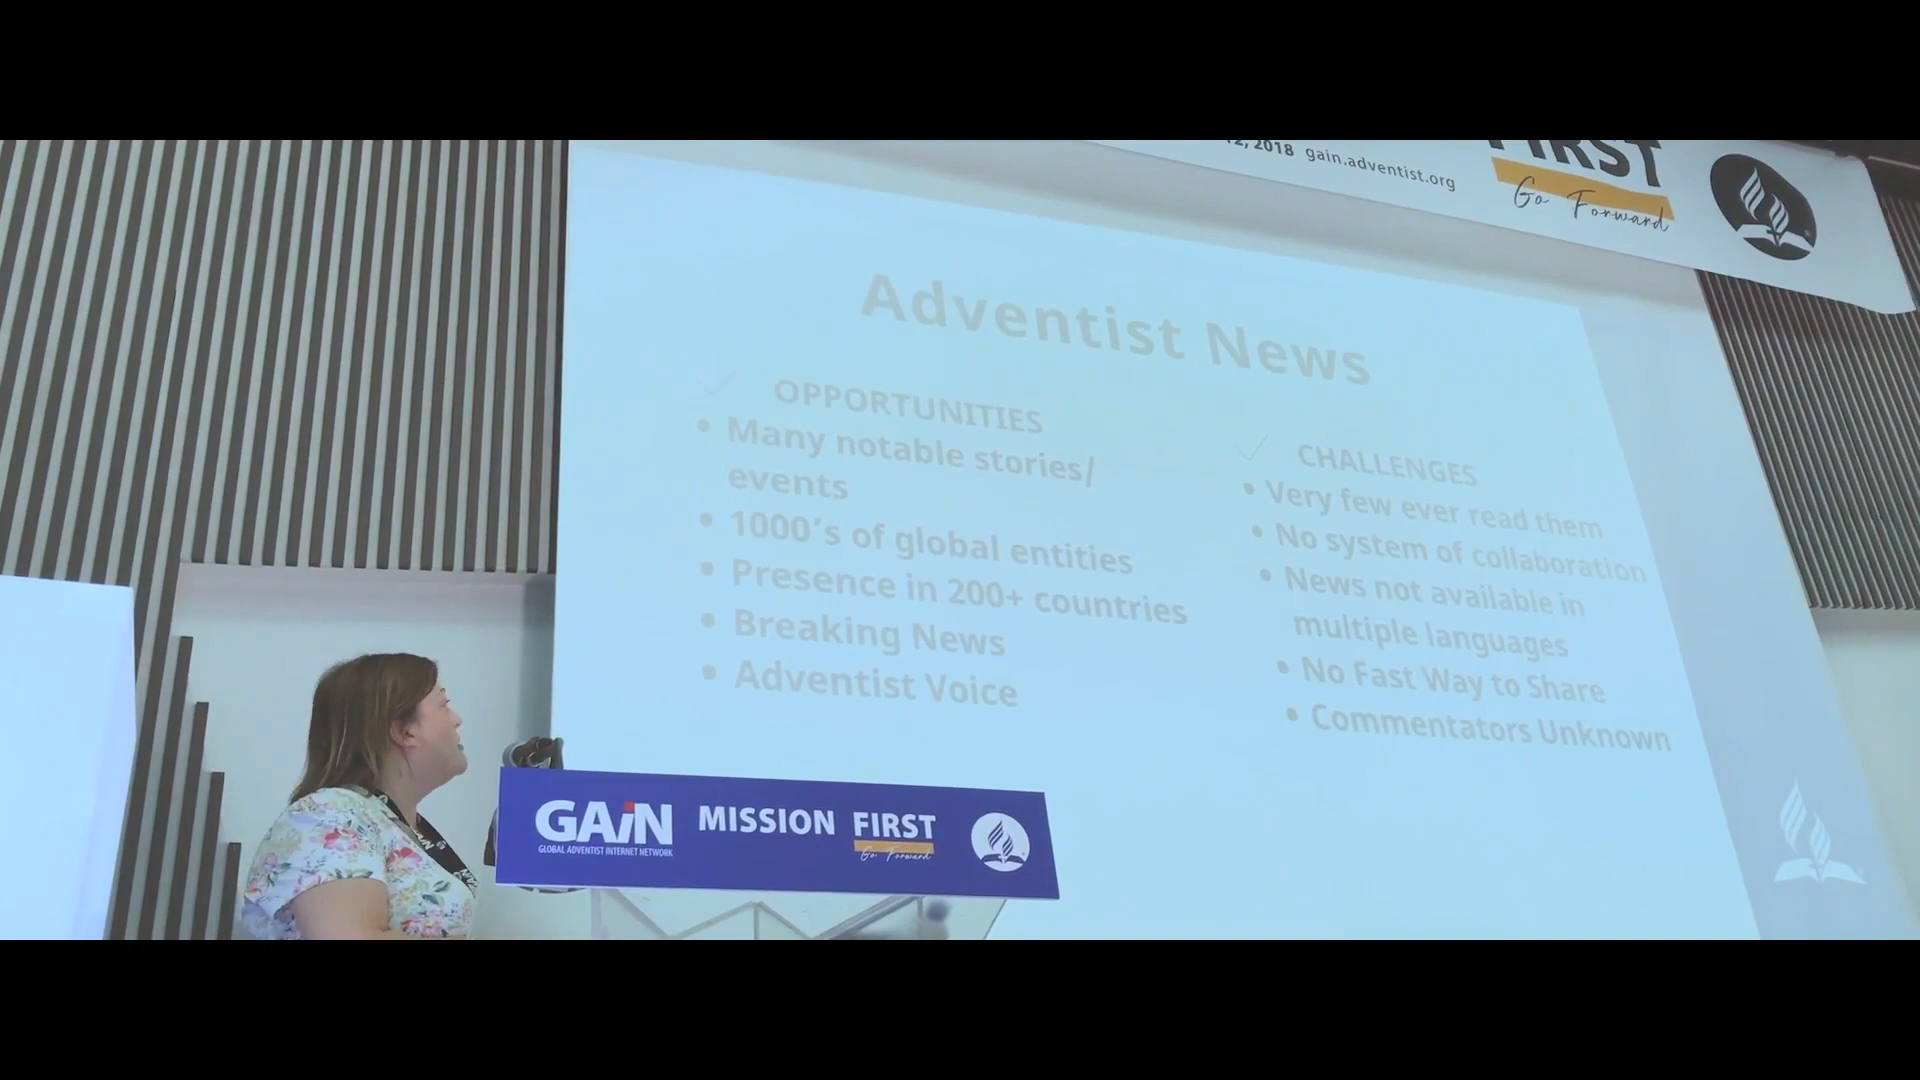 12, 2018 gain.adventist.org
FIRST
Go Forward
Adventist News
OPPORTUNITIES
• Many notable stories/
events
• 1000's of global entities
• Presence in 200+ countries
• Breaking News
• Adventist Voice
CHALLENGES
• Very few ever read them
• No system of collaboration
• News not available in
multiple languages
• No Fast Way to Share
• Commentators Unknown
GAiN MISSION FIRST
GLOBAL ADVENTIST INTERNET NETWORK
Go Forward